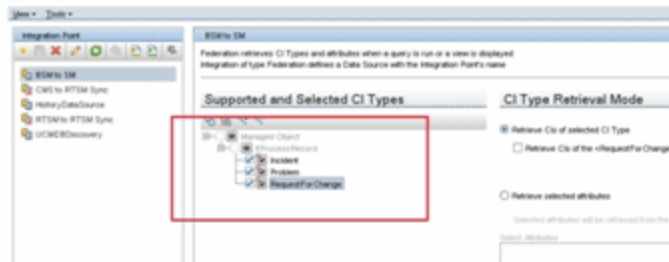 View Tools
Integration Point
BSM to SM
CMS to RTSM Sync
HistoryDataSource
RTSM to RTSM Sync
UCMDBDiscovery
BSM to SM
Federation retrieves CI Types and attributes when a query is run or a view is displayed
Integration of type Federation defines a Data Source with the Integration Point's name
Supported and Selected CI Types
Managed Object
ITProcessRecord
Incident
Problem
RequestForChange
CI Type Retrieval Mode
Retrieve CIs of selected CI Type
Retrieve CIs of the <RequestForChange
Retrieve selected attributes
Selected attributes will be retrieved from the
Select Attributes